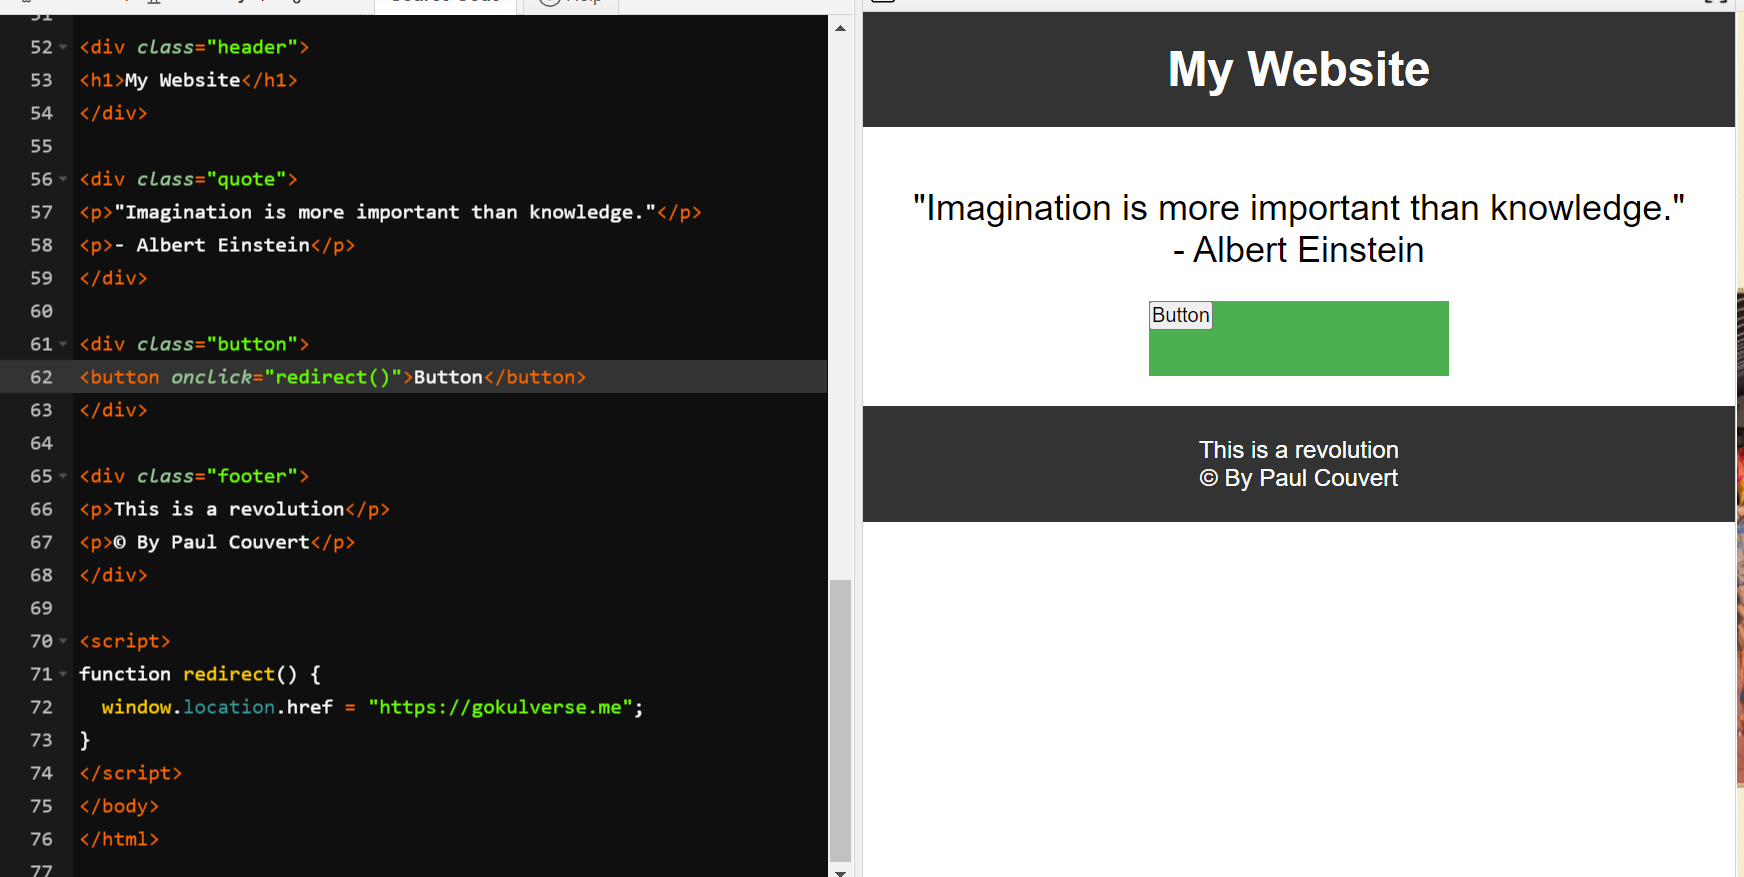 51
52 <div class="header">
53 <h1>My Website</h1>
54 </div>
55
56 <div class="quote">
57 <p>"Imagination is more important than knowledge."</p>
58 <p>- Albert Einstein</p>
59 </div>
60
61 <div class="button">
62 <button onclick="redirect()">Button</button>
63 </div>
64
65 <div class="footer">
66 <p>This is a revolution</p>
67 <p>© By Paul Couvert</p>
68 </div>
69
70 <script>
71 function redirect() {
72 window.location.href = "https://gokulverse.me";
73 }
74 </script>
75 </body>
76 </html>
77
My Website
"Imagination is more important than knowledge."
- Albert Einstein
Button
This is a revolution
© By Paul Couvert